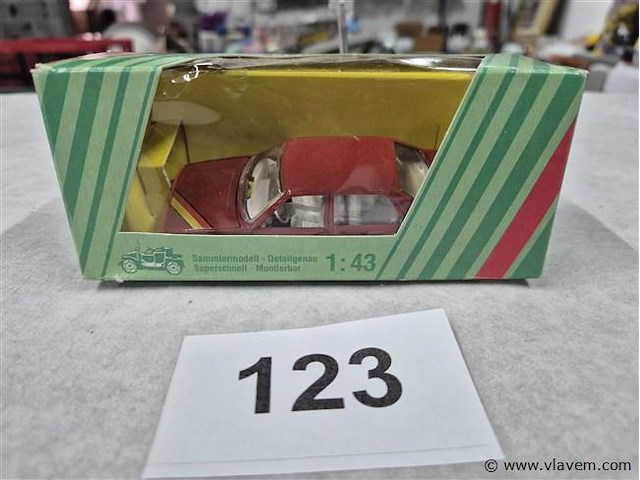 Sammlermodell · Detailgenau
Superschnell · Montierbar
1:43
123
© www.vlavem.com